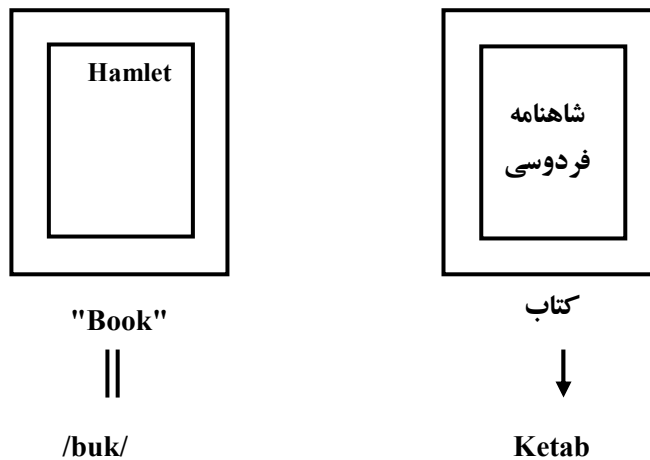 Hamlet
"Book"
/buk/
شاهنامه
فردوسی
کتاب
Ketab